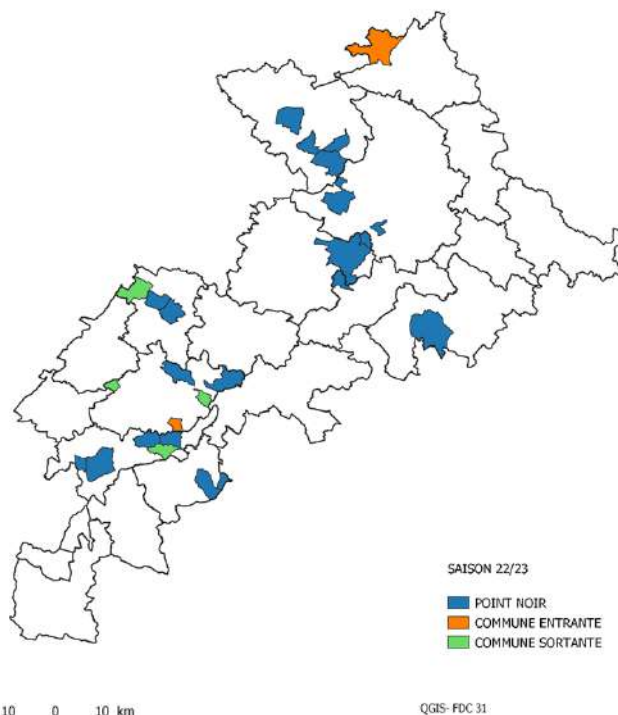 SAISON 22/23
POINT NOIR
COMMUNE ENTRANTE
COMMUNE SORTANTE
10 0 10 km
QGIS- FDC 31